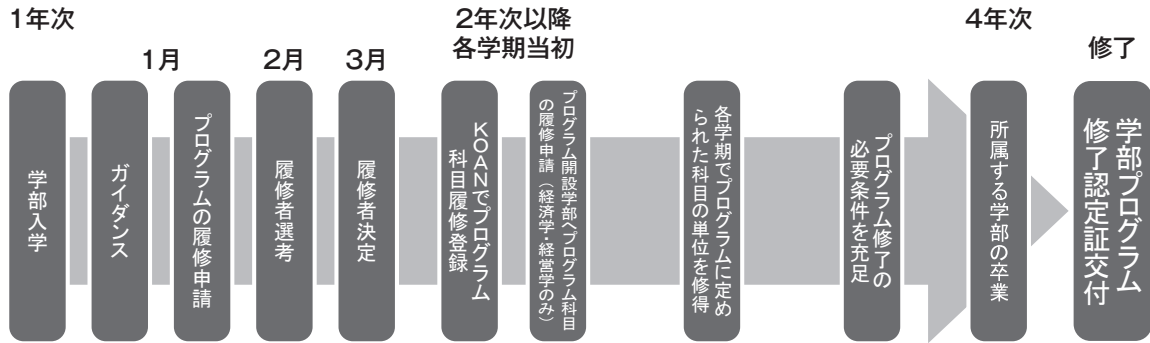 1年次
2年次以降
各学期当初
4年次
1月
2月
3月
修了
学部入学
ガイダンス
プログラムの履修申請
履修者選考
履修者決定
KOANでプログラム
科目履修登録
プログラム開設学部へプログラム科目
の履修申請（経済学・経営学のみ）
各学期でプログラムに定め
られた科目の単位を修得
プログラム修了の
必要条件を充足
所属する学部の卒業
学部プログラム
修了認定証交付